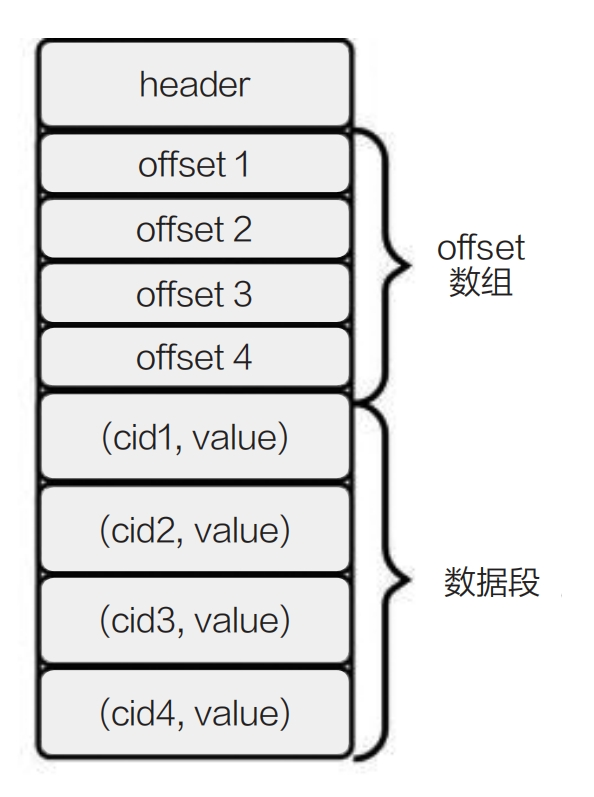 header
offset 1
offset 2
offset 3
offset 4
offset
数组
(cid1, value)
(cid2, value)
(cid3, value)
(cid4, value)
数据段